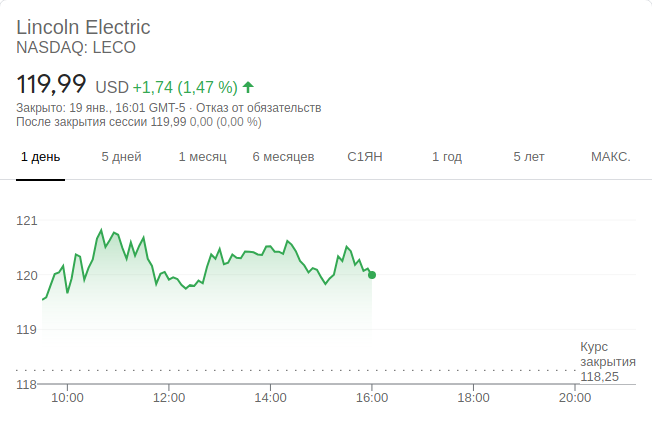 Lincoln Electric
NASDAQ: LECO
119,99 USD +1,74 (1,47 %)
Закрыто: 19 янв., 16:01 GMT-5 · Отказ от обязательств
После закрытия сессии 119,99 0,00 (0,00 %)
1 день 5 дней 1 месяц 6 месяцев С1ЯН 1 год 5 лет МАКС.
121
120
119
Курс
закрытия
118,25
118
10:00 12:00 14:00 16:00 18:00 20:00